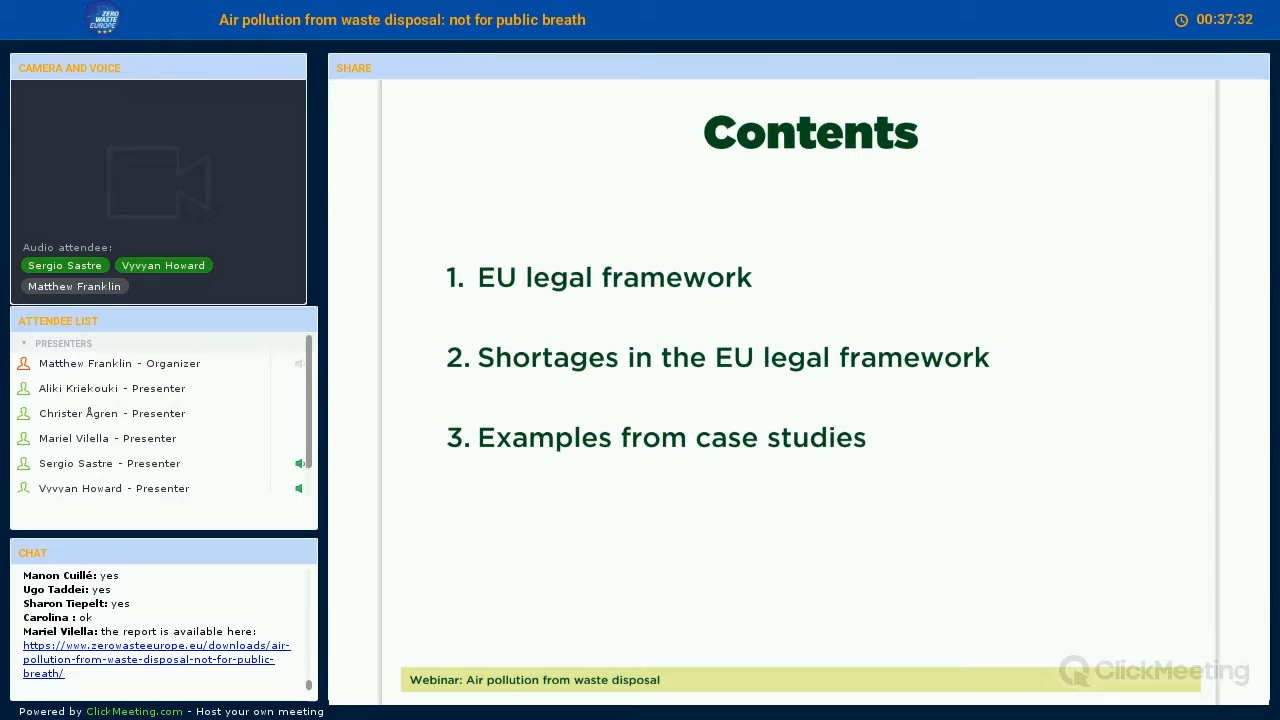 ZERO
WASTE
EUROPE
Air pollution from waste disposal: not for public breath
00:37:32
CAMERA AND VOICE
Audio attendee:
Sergio Sastre
Vyvyan Howard
Matthew Franklin
ATTENDEE LIST
PRESENTERS
Matthew Franklin - Organizer
Aliki Kriekouki - Presenter
Christer Ågren - Presenter
Mariel Vilella - Presenter
Sergio Sastre - Presenter
Vyvyan Howard - Presenter
CHAT
Manon Cuillé: yes
Ugo Taddei: yes
Sharon Tiepelt: yes
Carolina : ok
Mariel Vilella: the report is available here:
https://www.zerowasteeurope.eu/downloads/air-
pollution-from-waste-disposal-not-for-public-
breath/
SHARE
Contents
1. EU legal framework
2. Shortages in the EU legal framework
3. Examples from case studies
Webinar: Air pollution from waste disposal
ClickMeeting
Powered by ClickMeeting.com - Host your own meeting